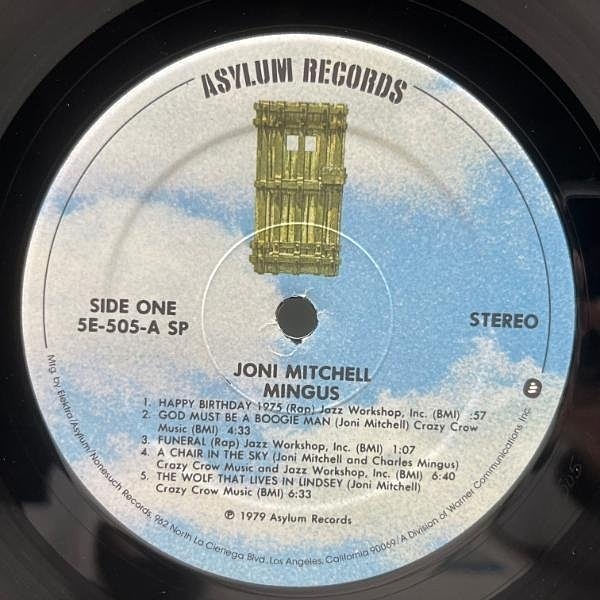 ASYLUM RECORDS
SIDE ONE
5E-505-A SP
STEREO
JONI MITCHELL
MINGUS
1. HAPPY BIRTHDAY 1975 (Rap) Jazz Workshop, Inc. (BMI) :57
2. GOD MUST BE A BOOGIE MAN (Joni Mitchell) Crazy Crow
Music (BMI) 4:33
3. FUNERAL (Rap) Jazz Workshop, Inc. (BMI) 1:07
4. A CHAIR IN THE SKY (Joni Mitchell and Charles Mingus)
Crazy Crow Music and Jazz Workshop, Inc. (BMI) 6:40
5. THE WOLF THAT LIVES IN LINDSEY (Joni Mitchell)
Crazy Crow Music (BMI) 6:33
℗ 1979 Asylum Records
Mfg. by Elektra/Asylum/Nonesuch Records, 962 North La Cienega Blvd., Los Angeles, California 90069/A Division of Warner Communications Inc.